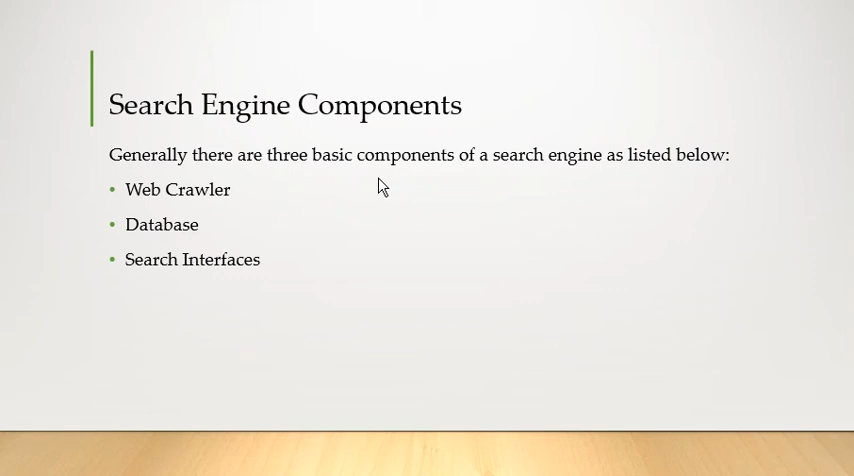 Search Engine Components
Generally there are three basic components of a search engine as listed below:
• Web Crawler
• Database
• Search Interfaces